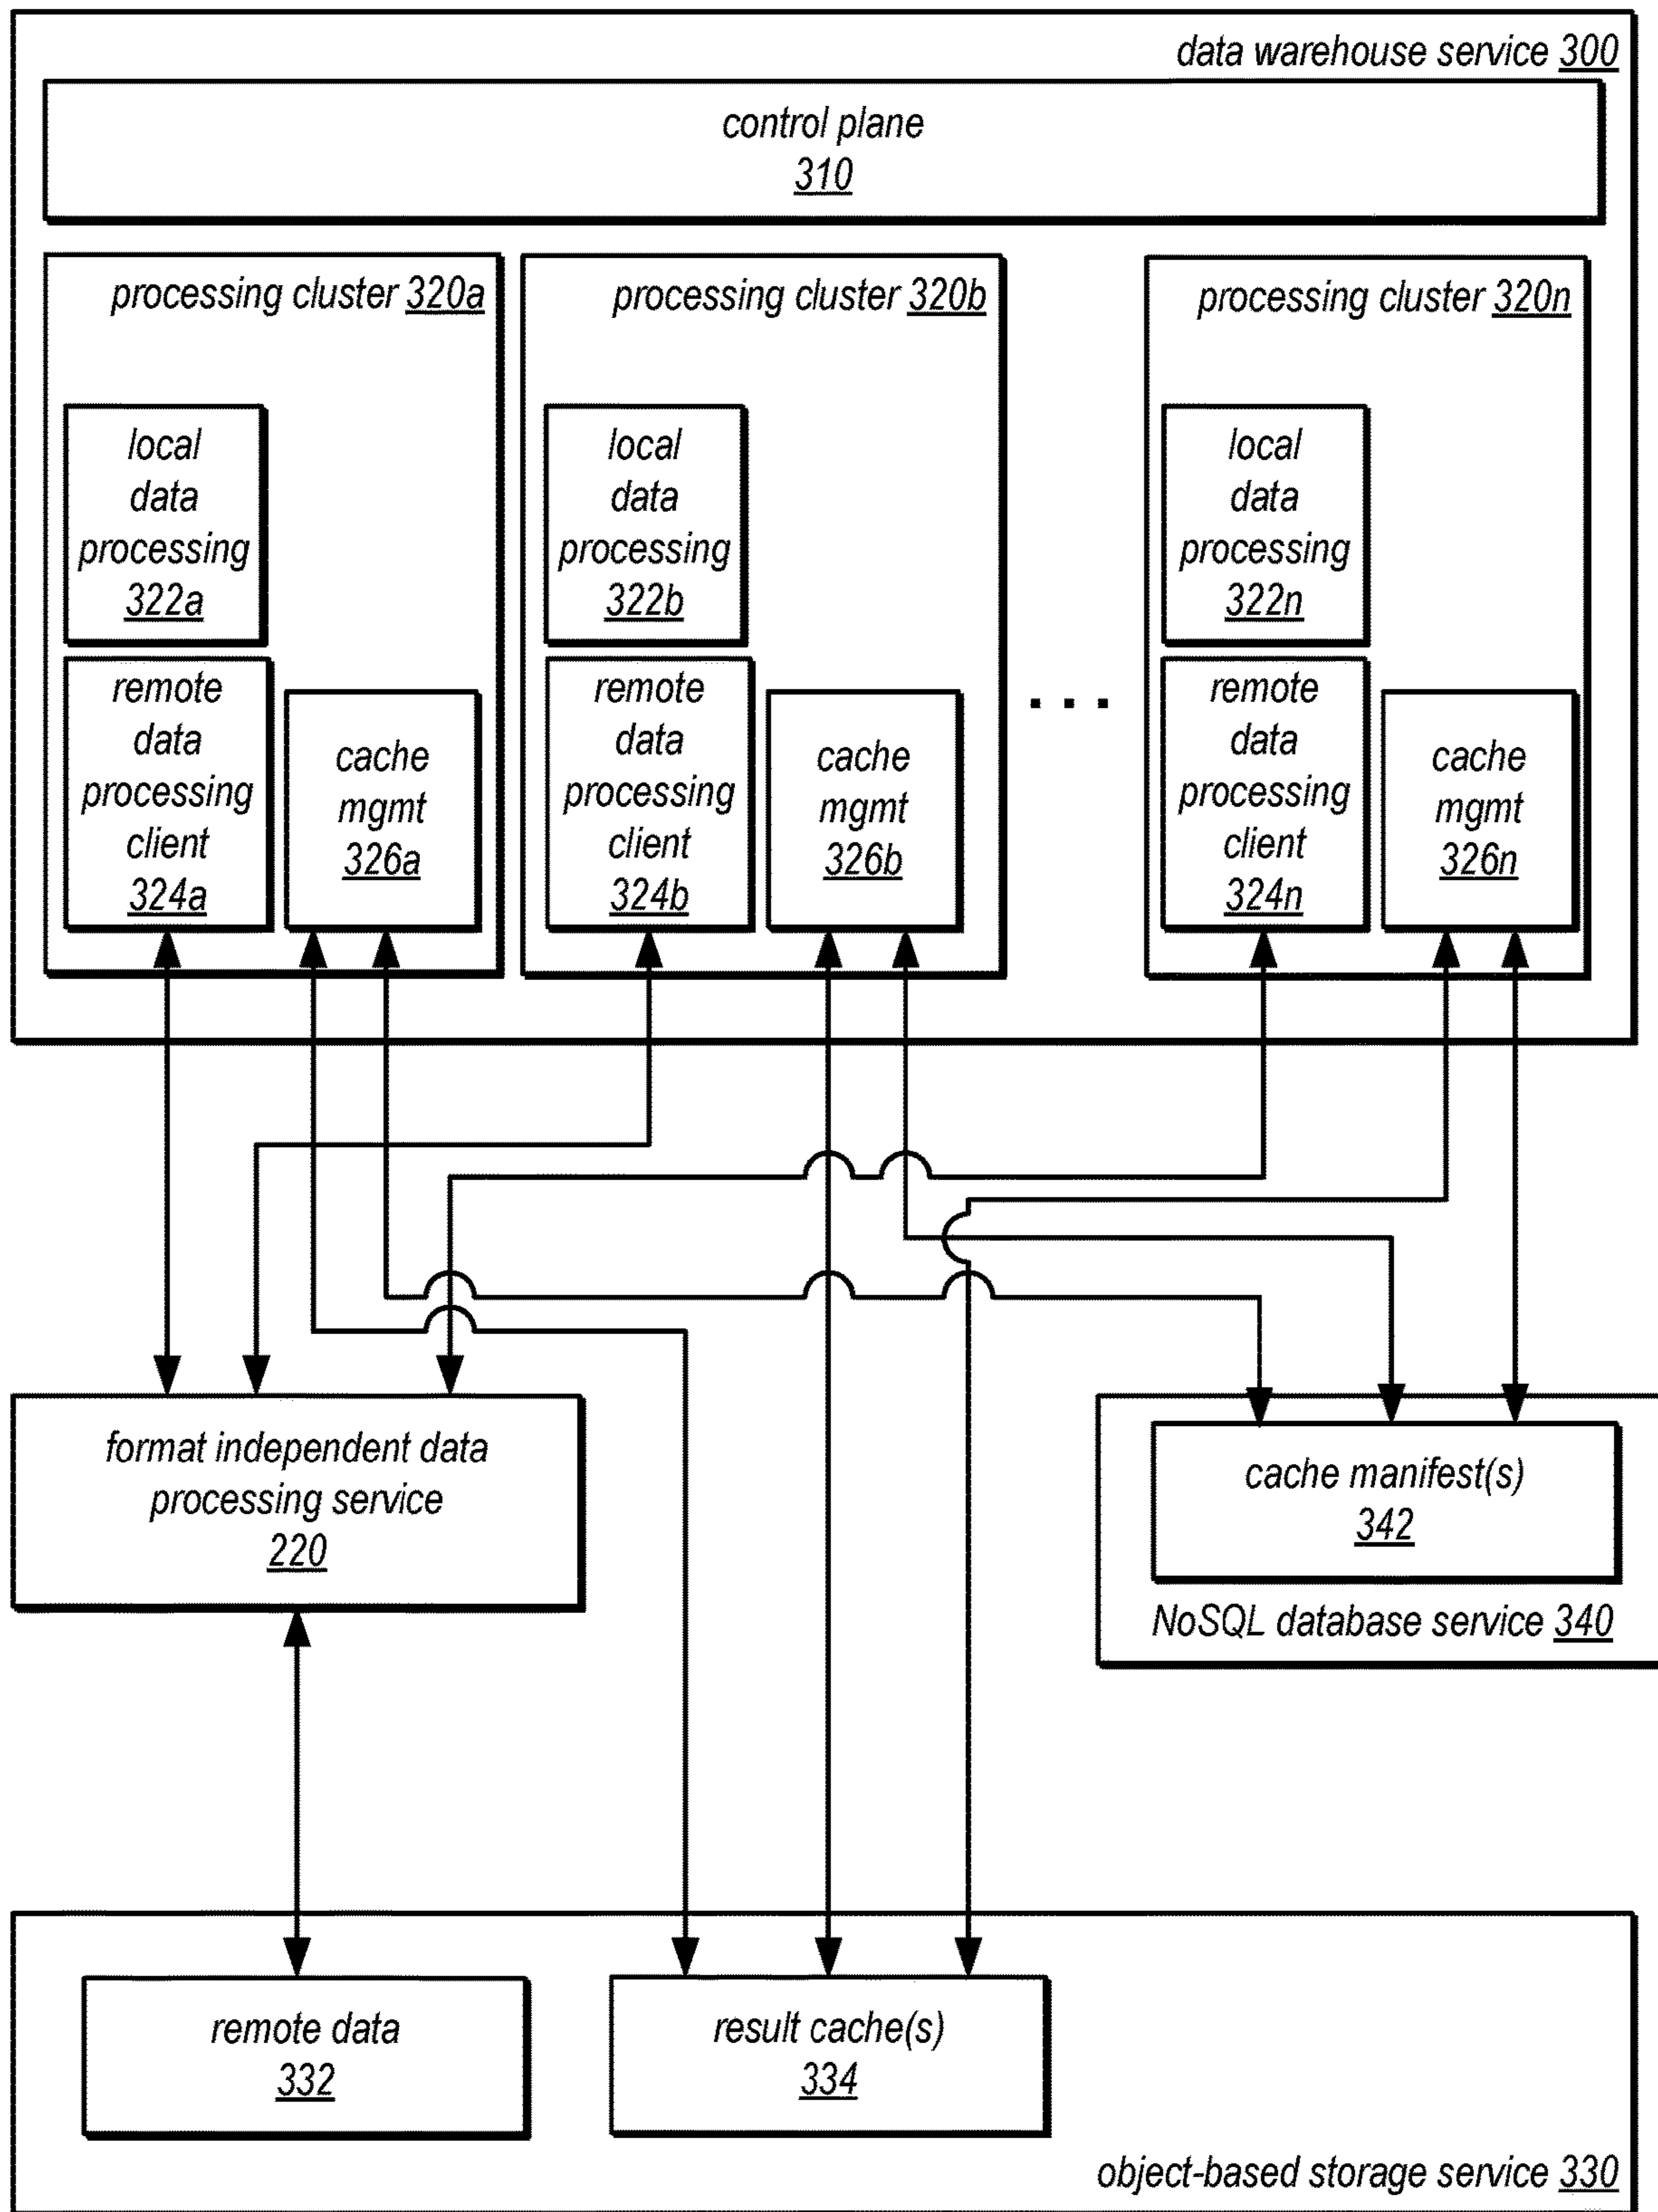 data warehouse service 300
control plane
310
processing cluster 320a
local
data
processing
322a
remote
data
processing
client
324a
cache
mgmt
326a
processing cluster 320b
local
data
processing
322b
remote
data
processing
client
324b
cache
mgmt
326b
. . .
processing cluster 320n
local
data
processing
322n
remote
data
processing
client
324n
cache
mgmt
326n
format independent data
processing service
220
cache manifest(s)
342
NoSQL database service 340
remote data
332
result cache(s)
334
object-based storage service 330